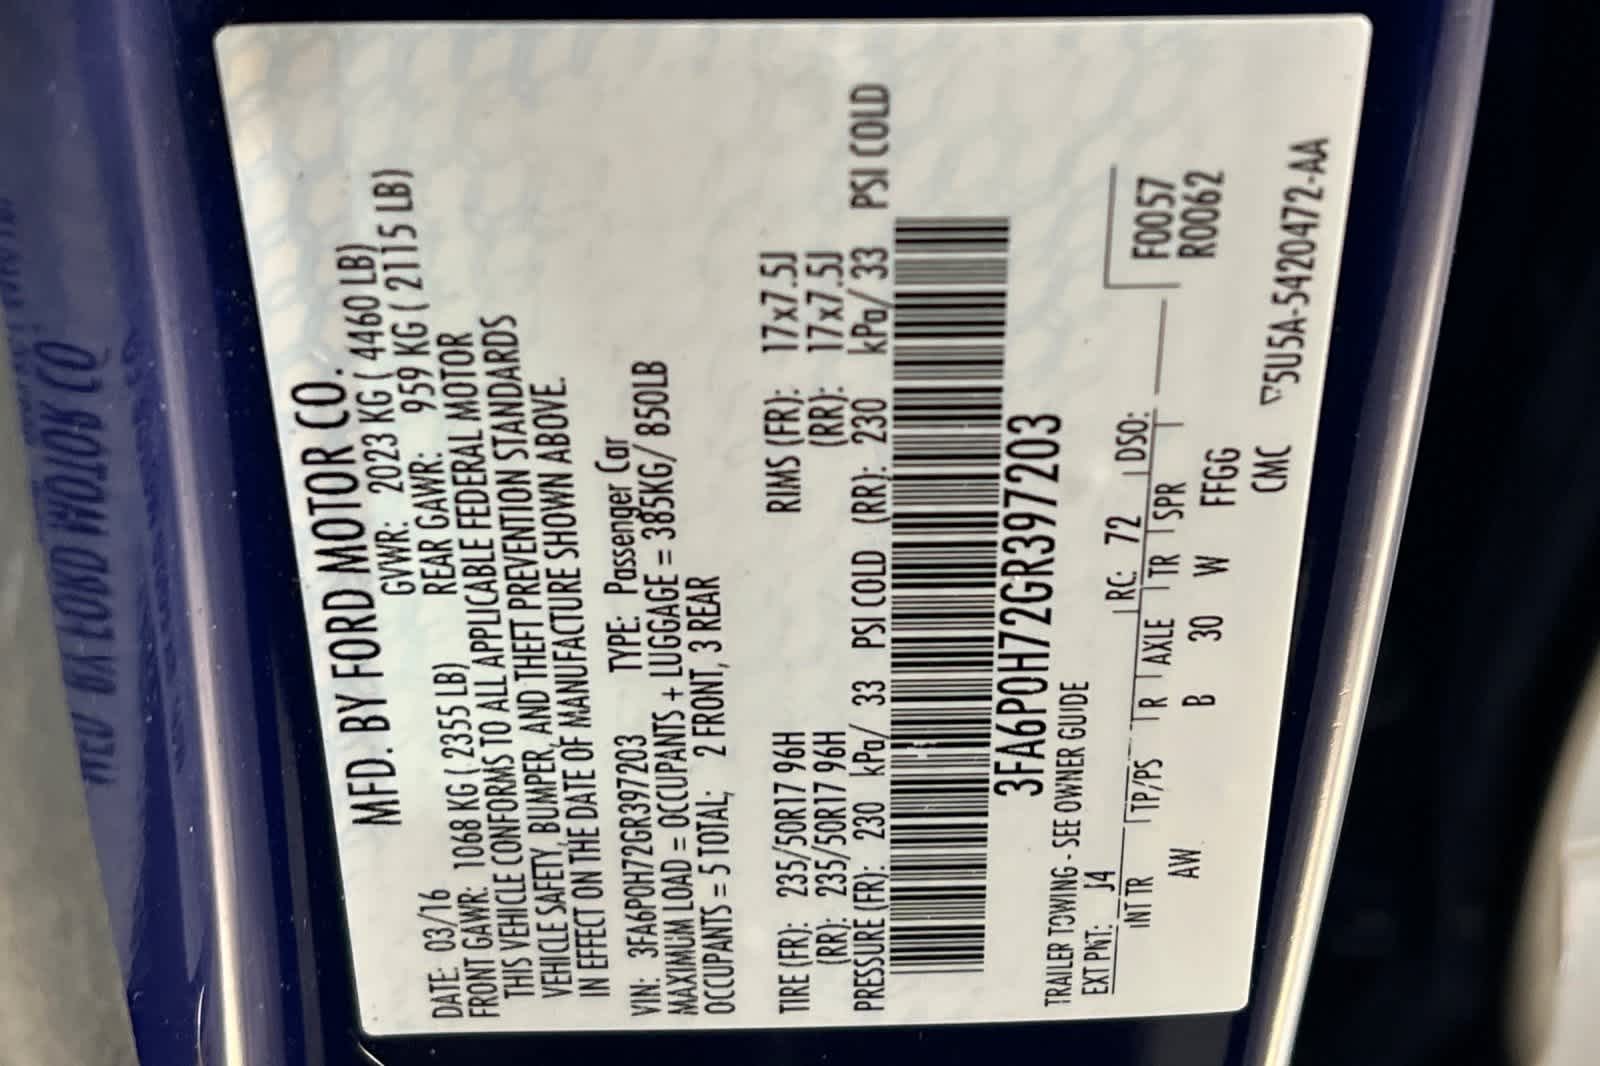 MFD. BY FORD MOTOR CO.
DATE: 03/16 GVWR: 2023 KG ( 4460 LB)
FRONT GAWR: 1068 KG ( 2355 LB) REAR GAWR: 959 KG ( 2115 LB)
THIS VEHICLE CONFORMS TO ALL APPLICABLE FEDERAL MOTOR
VEHICLE SAFETY, BUMPER, AND THEFT PREVENTION STANDARDS
IN EFFECT ON THE DATE OF MANUFACTURE SHOWN ABOVE.
VIN: 3FA6P0H72GR397203 TYPE: Passenger Car
MAXIMUM LOAD = OCCUPANTS + LUGGAGE = 385KG/ 850LB
OCCUPANTS = 5 TOTAL; 2 FRONT, 3 REAR
TIRE (FR): 235/50R17 96H RIMS (FR): 17x7.5J
(RR): 235/50R17 96H (RR): 17x7.5J
PRESSURE (FR): 230 kPa/ 33 PSI COLD (RR): 230 kPa/ 33 PSI COLD
3FA6P0H72GR397203
TRAILER TOWING - SEE OWNER GUIDE
EXT PNT: J4 RC: 72 DSO:
F0057
R0062
INT TR TP/PS R AXLE TR SPR
AW B 30 W FFGG
CMC ▽5U5A-5420472-AA